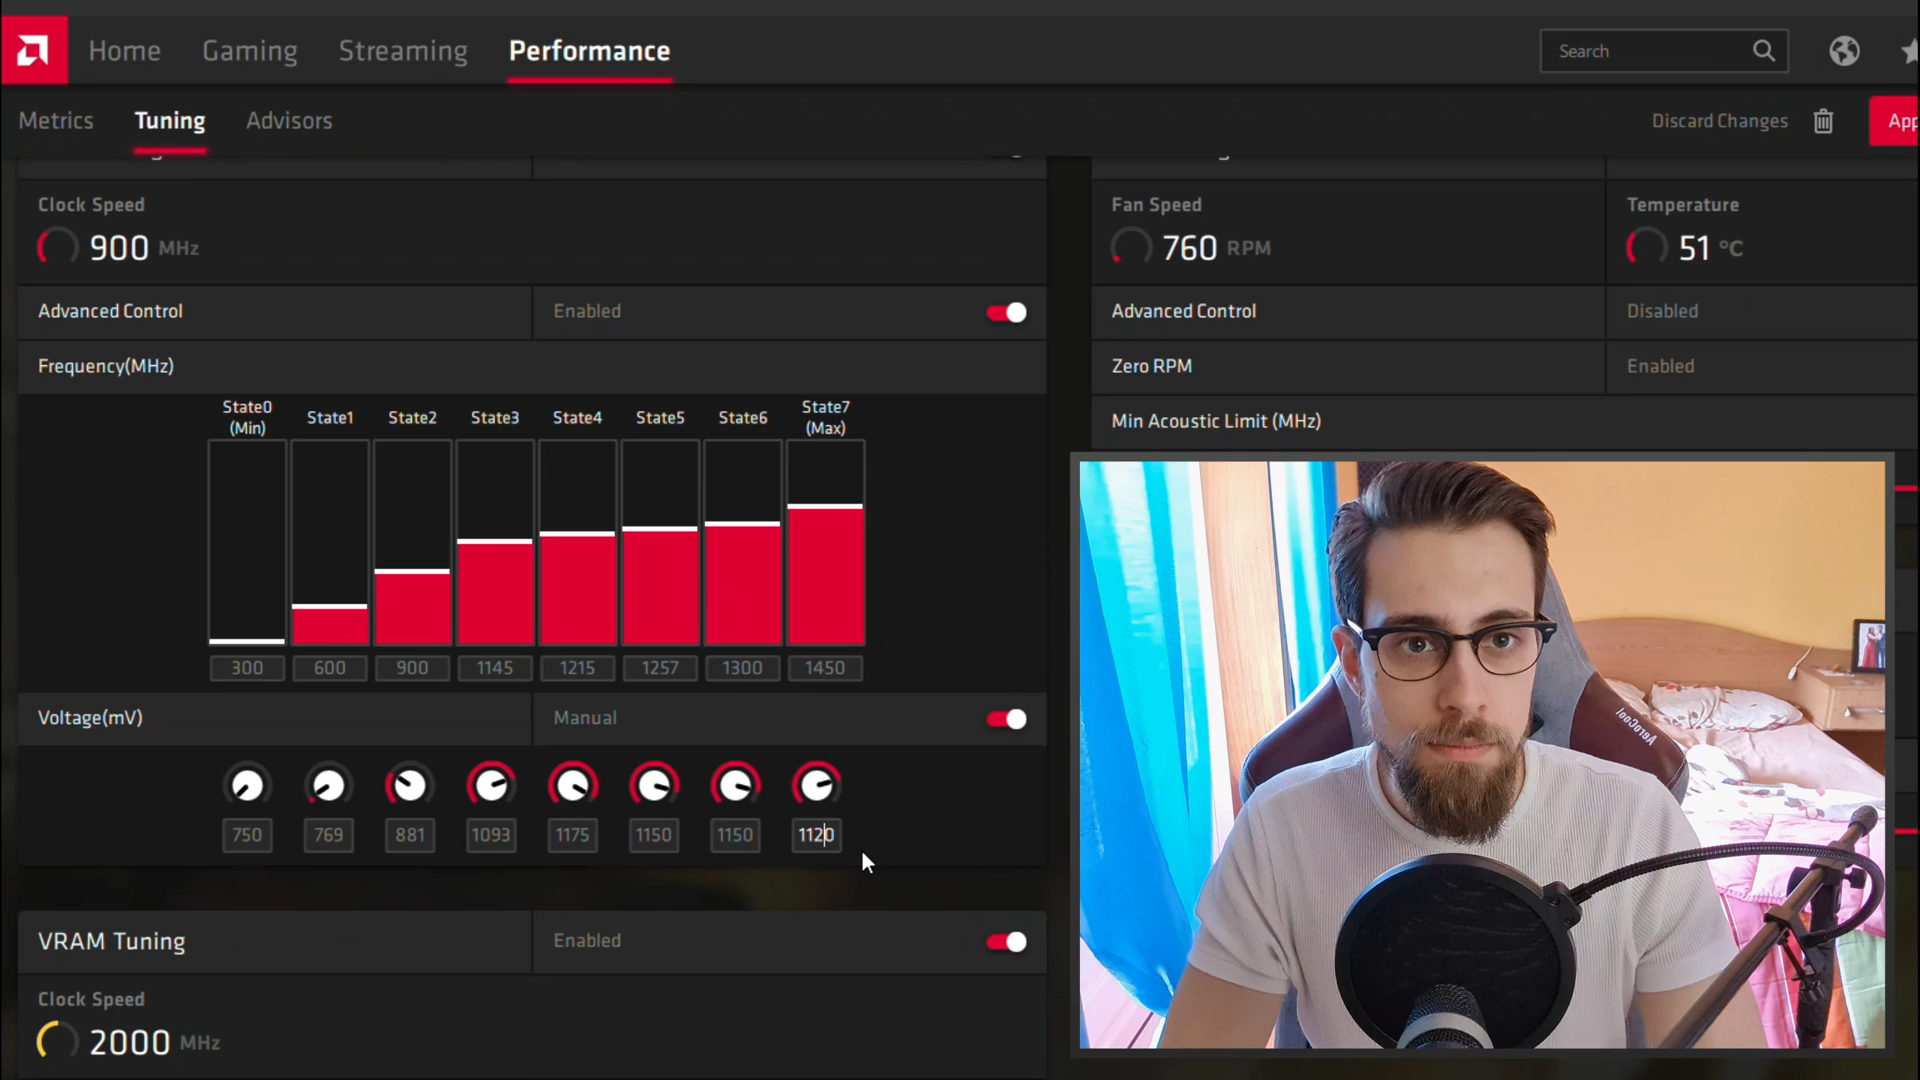 Home Gaming Streaming Performance Search
Metrics Tuning Advisors Discard Changes App
Clock Speed
900 MHz
Fan Speed
760 RPM
Temperature
51 °C
Advanced Control Enabled
Advanced Control Disabled
Frequency(MHz)
Zero RPM Enabled
Min Acoustic Limit (MHz)
State0 (Min) State1 State2 State3 State4 State5 State6 State7 (Max)
300 600 900 1145 1215 1257 1300 1450
Voltage(mV) Manual
750 769 881 1093 1175 1150 1150 1120
VRAM Tuning Enabled
Clock Speed
2000 MHz
AeroCool